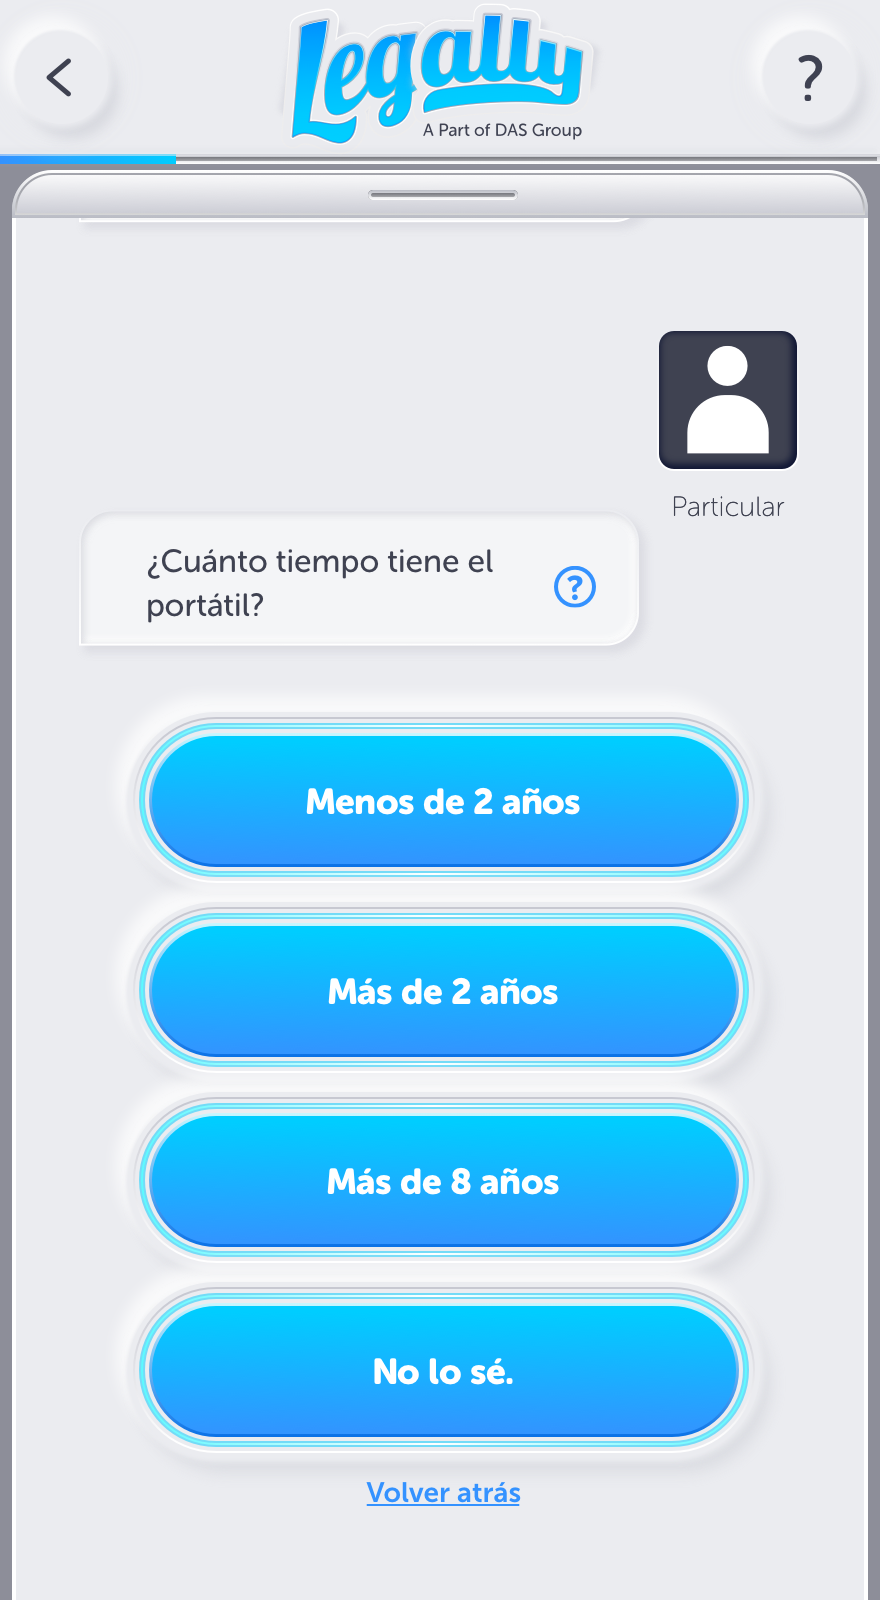 Legally
A Part of DAS Group
?
Particular
¿Cuánto tiempo tiene el
portátil?
?
Menos de 2 años
Más de 2 años
Más de 8 años
No lo sé.
Volver atrás